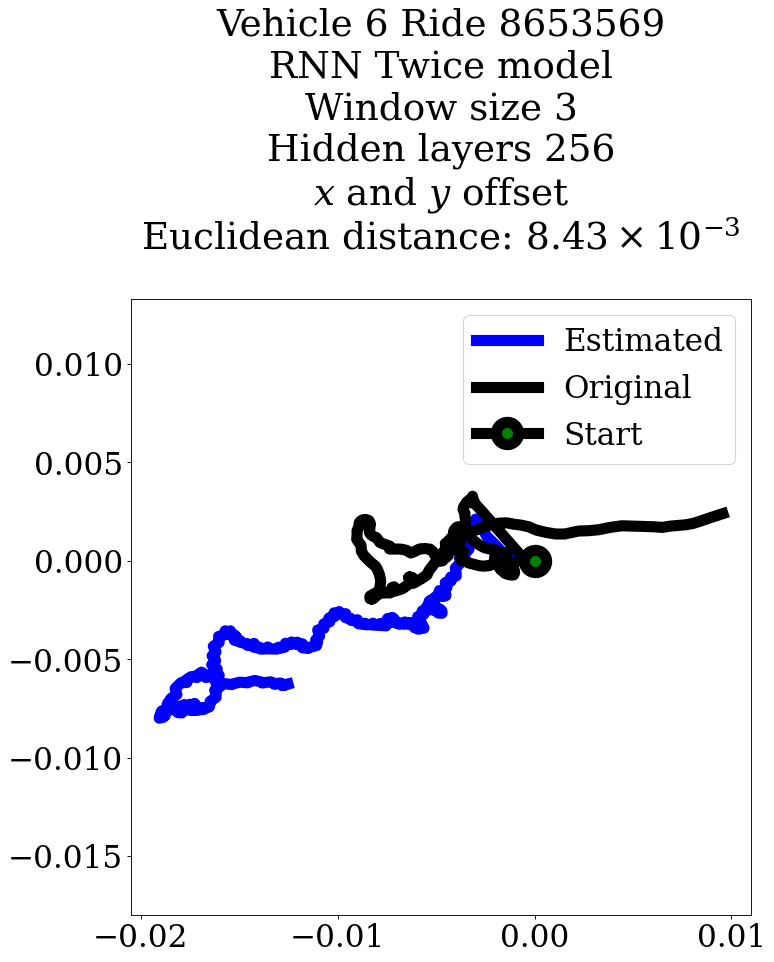 Vehicle 6 Ride 8653569
RNN Twice model
Window size 3
Hidden layers 256
x and y offset
Euclidean distance: 8.43 × 10⁻³
Estimated
Original
Start
0.010
0.005
0.000
−0.005
−0.010
−0.015
−0.02 −0.01 0.00 0.01